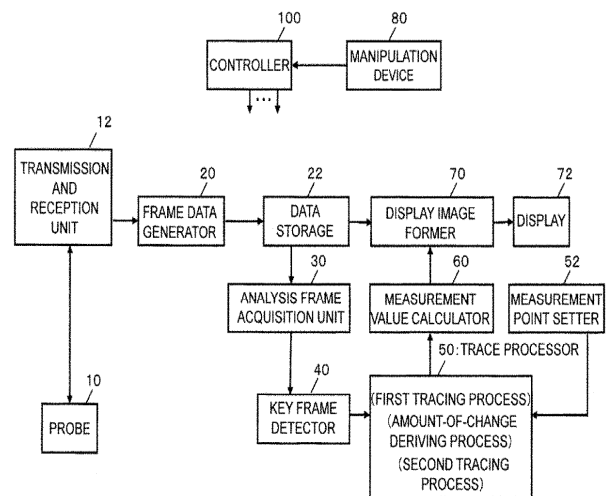 100
CONTROLLER
80
MANIPULATION
DEVICE
...
12
TRANSMISSION
AND
RECEPTION
UNIT
20
FRAME DATA
GENERATOR
22
DATA
STORAGE
70
DISPLAY IMAGE
FORMER
72
DISPLAY
30
ANALYSIS FRAME
ACQUISITION UNIT
60
MEASUREMENT
VALUE CALCULATOR
52
MEASUREMENT
POINT SETTER
10
PROBE
40
KEY FRAME
DETECTOR
50:TRACE PROCESSOR
(FIRST TRACING PROCESS)
(AMOUNT-OF-CHANGE
DERIVING PROCESS)
(SECOND TRACING
PROCESS)